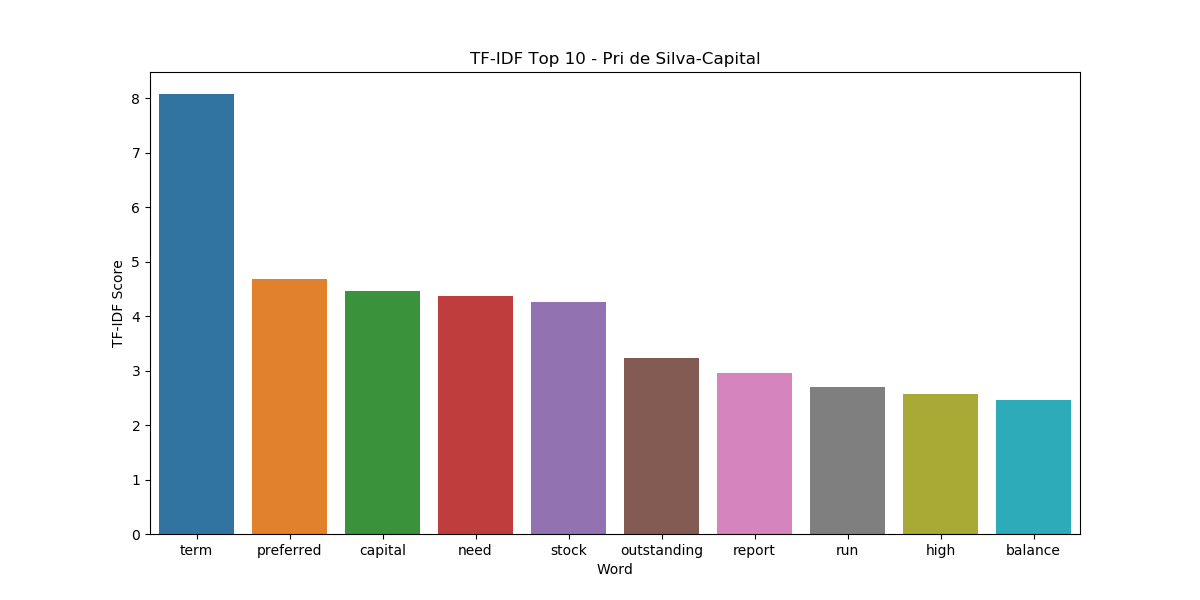 TF-IDF Top 10 - Pri de Silva-Capital
TF-IDF Score
8
7
6
5
4
3
2
1
0
term preferred capital need stock outstanding report run high balance
Word